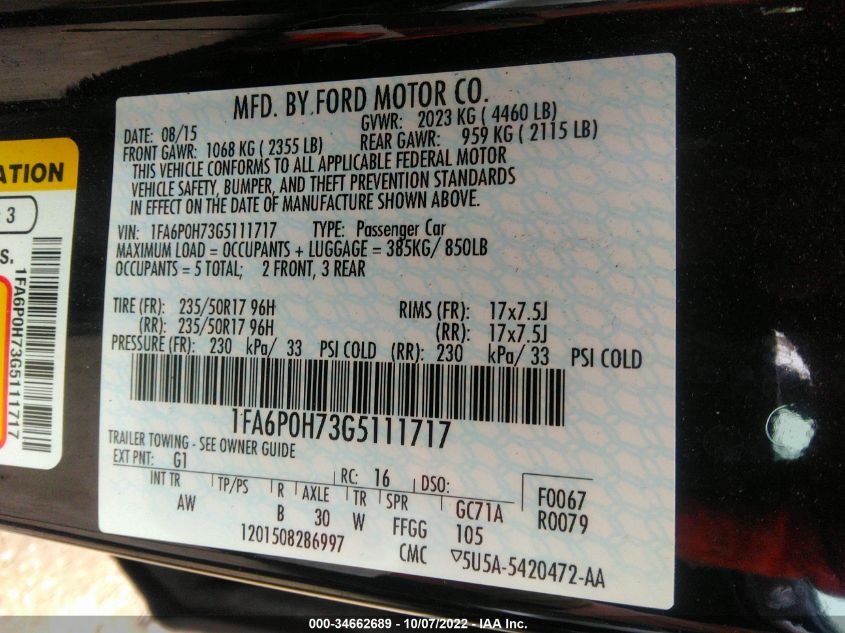 MFD. BY FORD MOTOR CO.
DATE: 08/15 GVWR: 2023 KG ( 4460 LB)
FRONT GAWR: 1068 KG ( 2355 LB) REAR GAWR: 959 KG ( 2115 LB)
THIS VEHICLE CONFORMS TO ALL APPLICABLE FEDERAL MOTOR
VEHICLE SAFETY, BUMPER, AND THEFT PREVENTION STANDARDS
IN EFFECT ON THE DATE OF MANUFACTURE SHOWN ABOVE.
VIN: 1FA6P0H73G5111717 TYPE: Passenger Car
MAXIMUM LOAD = OCCUPANTS + LUGGAGE = 385KG/ 850LB
OCCUPANTS = 5 TOTAL; 2 FRONT, 3 REAR
TIRE (FR): 235/50R17 96H RIMS (FR): 17x7.5J
(RR): 235/50R17 96H (RR): 17x7.5J
PRESSURE (FR): 230 kPa/ 33 PSI COLD (RR): 230 kPa/ 33 PSI COLD
1FA6P0H73G5111717
TRAILER TOWING - SEE OWNER GUIDE
EXT PNT: G1 RC: 16 DSO:
INT TR TP/PS R AXLE TR SPR GC71A F0067
AW B 30 W FFGG 105 R0079
1201508286997 CMC ▽5U5A-5420472-AA
ATION
3
S.
1FA6P0H73G5111717
000-34662689 - 10/07/2022 - IAA Inc.